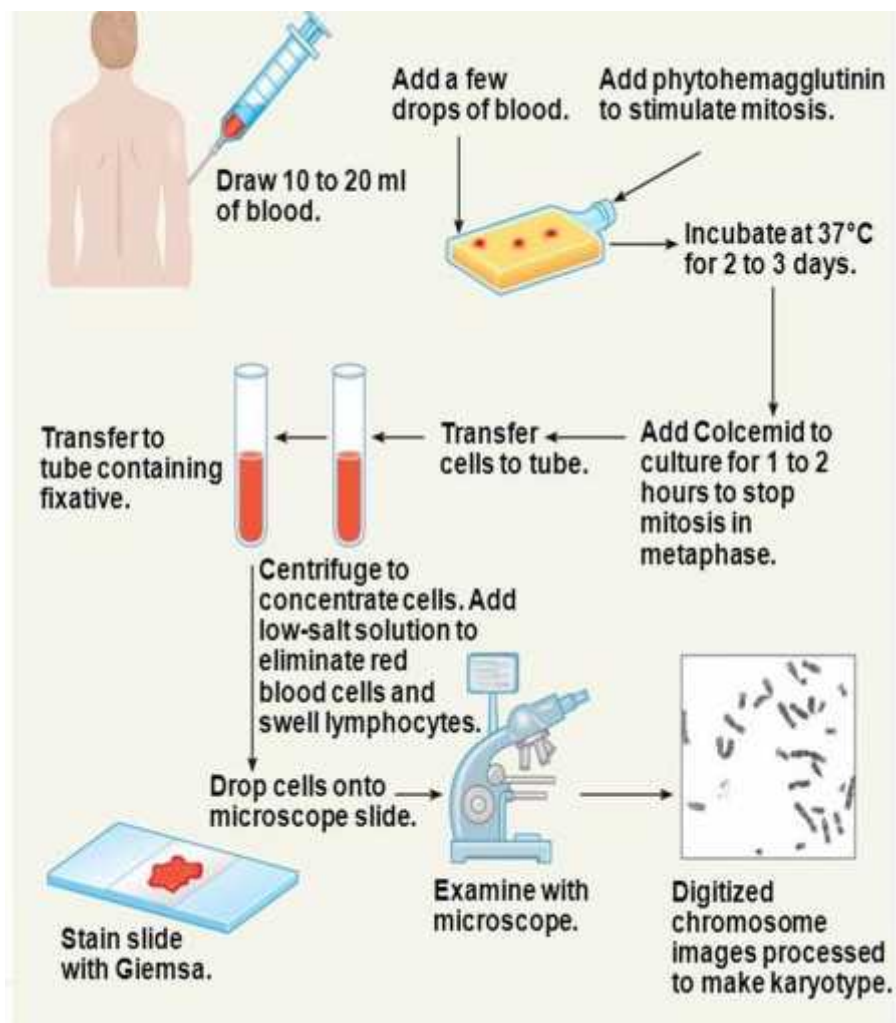 Draw 10 to 20 ml
of blood.
Add a few
drops of blood.
Add phytohemagglutinin
to stimulate mitosis.
Incubate at 37°C
for 2 to 3 days.
Add Colcemid to
culture for 1 to 2
hours to stop
mitosis in
metaphase.
Transfer
cells to tube.
Transfer to
tube containing
fixative.
Centrifuge to
concentrate cells. Add
low-salt solution to
eliminate red
blood cells and
swell lymphocytes.
Drop cells onto
microscope slide.
Stain slide
with Giemsa.
Examine with
microscope.
Digitized
chromosome
images processed
to make karyotype.